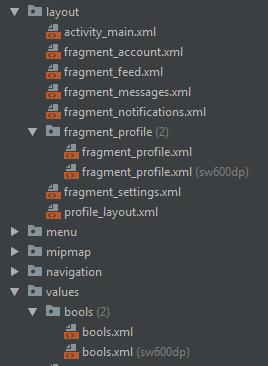 layout
activity_main.xml
fragment_account.xml
fragment_feed.xml
fragment_messages.xml
fragment_notifications.xml
fragment_profile (2)
fragment_profile.xml
fragment_profile.xml (sw600dp)
fragment_settings.xml
profile_layout.xml
menu
mipmap
navigation
values
bools (2)
bools.xml
bools.xml (sw600dp)